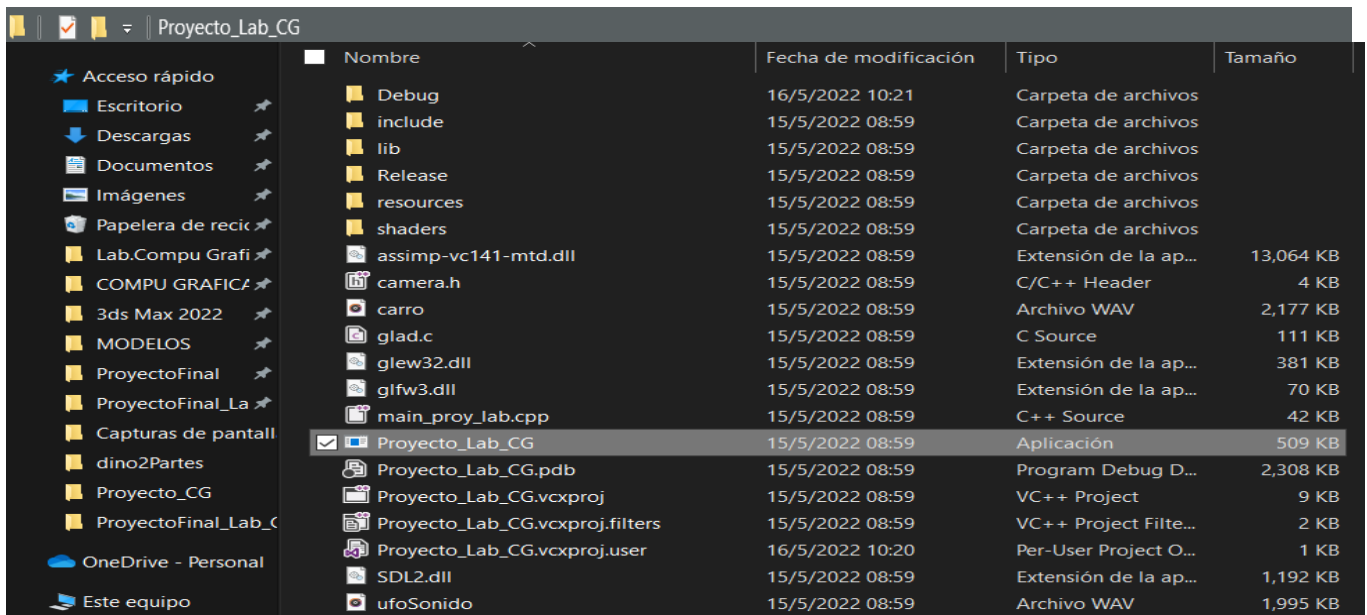 Proyecto_Lab_CG
Acceso rápido
Escritorio
Descargas
Documentos
Imágenes
Papelera de recic
Lab.Compu Grafi
COMPU GRAFICA
3ds Max 2022
MODELOS
ProyectoFinal
ProyectoFinal_La
Capturas de pantall
dino2Partes
Proyecto_CG
ProyectoFinal_Lab_C
OneDrive - Personal
Este equipo
Nombre Fecha de modificación Tipo Tamaño
Debug 16/5/2022 10:21 Carpeta de archivos
include 15/5/2022 08:59 Carpeta de archivos
lib 15/5/2022 08:59 Carpeta de archivos
Release 15/5/2022 08:59 Carpeta de archivos
resources 15/5/2022 08:59 Carpeta de archivos
shaders 15/5/2022 08:59 Carpeta de archivos
assimp-vc141-mtd.dll 15/5/2022 08:59 Extensión de la ap... 13,064 KB
camera.h 15/5/2022 08:59 C/C++ Header 4 KB
carro 15/5/2022 08:59 Archivo WAV 2,177 KB
glad.c 15/5/2022 08:59 C Source 111 KB
glew32.dll 15/5/2022 08:59 Extensión de la ap... 381 KB
glfw3.dll 15/5/2022 08:59 Extensión de la ap... 70 KB
main_proy_lab.cpp 15/5/2022 08:59 C++ Source 42 KB
Proyecto_Lab_CG 15/5/2022 08:59 Aplicación 509 KB
Proyecto_Lab_CG.pdb 15/5/2022 08:59 Program Debug D... 2,308 KB
Proyecto_Lab_CG.vcxproj 15/5/2022 08:59 VC++ Project 9 KB
Proyecto_Lab_CG.vcxproj.filters 15/5/2022 08:59 VC++ Project Filte... 2 KB
Proyecto_Lab_CG.vcxproj.user 16/5/2022 10:20 Per-User Project O... 1 KB
SDL2.dll 15/5/2022 08:59 Extensión de la ap... 1,192 KB
ufoSonido 15/5/2022 08:59 Archivo WAV 1,995 KB